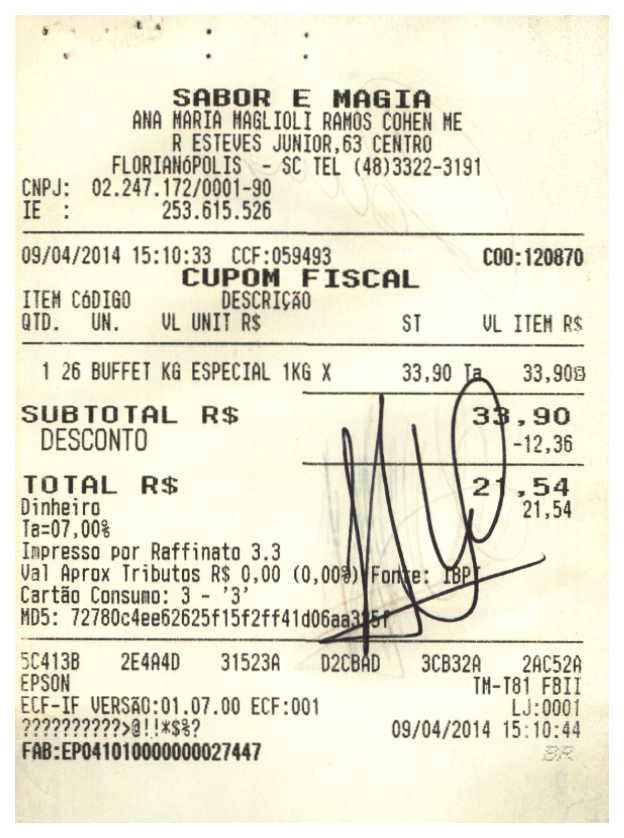 SABOR E MAGIA
ANA MARIA MAGLIOLI RAMOS COHEN ME
R ESTEVES JUNIOR,63 CENTRO
FLORIANóPOLIS - SC TEL (48)3322-3191
CNPJ: 02.247.172/0001-90
IE : 253.615.526
09/04/2014 15:10:33 CCF:059493 COO:120870
CUPOM FISCAL
ITEM CóDIGO DESCRIÇãO
QTD. UN. VL UNIT R$ ST VL ITEM R$
1 26 BUFFET KG ESPECIAL 1KG X 33,90 Ta 33,90
SUBTOTAL R$ 33,90
DESCONTO -12,36
TOTAL R$ 21,54
Dinheiro 21,54
Ta=07,00%
Impresso por Raffinato 3.3
Val Aprox Tributos R$ 0,00 (0,00%) Fonte: IBPT
Cartão Consumo: 3 - '3'
MD5:
5C413B 2E4A4D 31523A D2CBAD 3CB32A 2AC52A
EPSON TM-T81 FBII
ECF-IF VERSãO:01.07.00 ECF:001 LJ:0001
??????????>@!!*$%? 09/04/2014 15:10:44
FAB:EP041010000000027447 BR